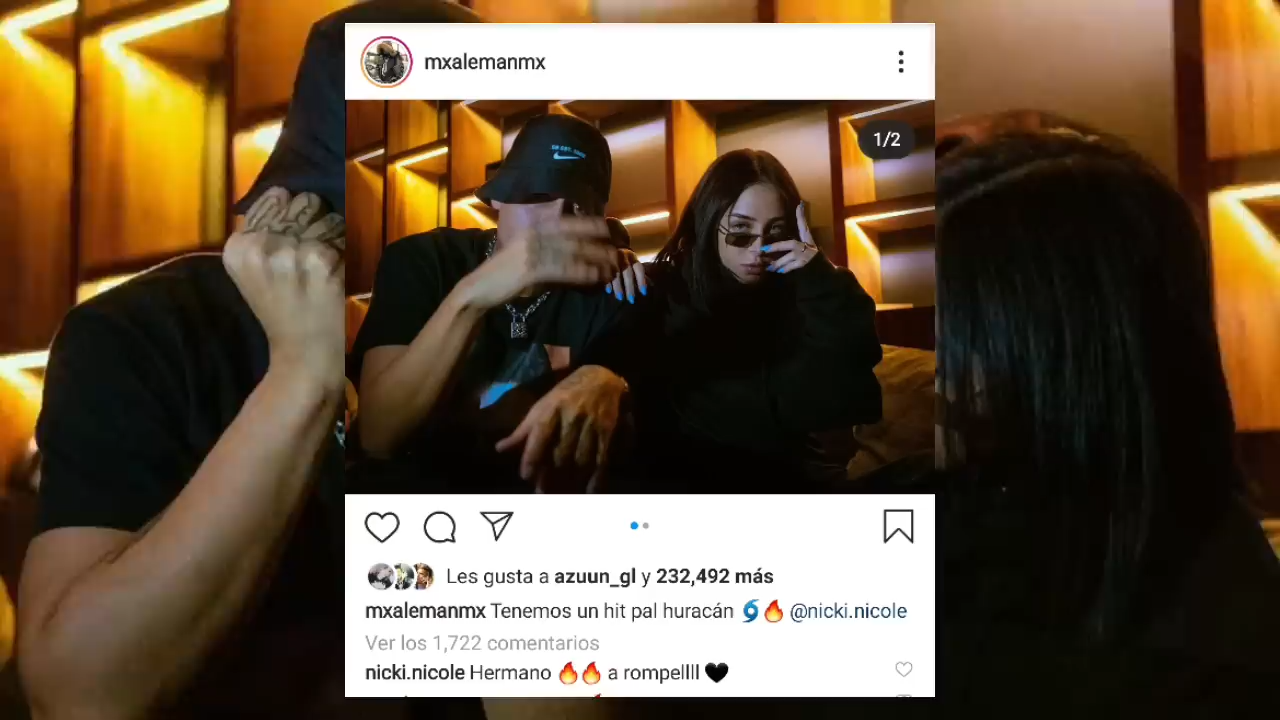 mxalemanmx
1/2
Les gusta a azuun_gl y 232,492 más
mxalemanmx Tenemos un hit pal huracán 🌀🔥 @nicki.nicole
Ver los 1,722 comentarios
nicki.nicole Hermano 🔥🔥 a rompellll 🖤